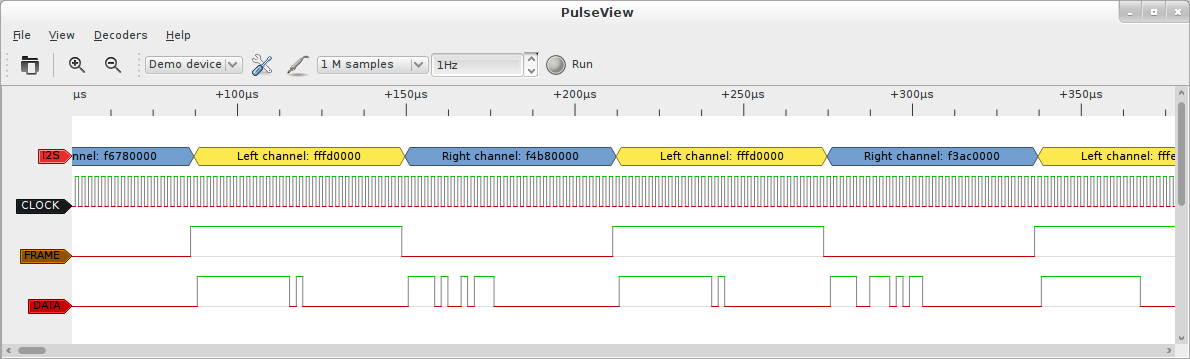 PulseView
File View Decoders Help
Demo device 1 M samples 1Hz Run
µs +100µs +150µs +200µs +250µs +300µs +350µs
I2S nnel: f6780000 Left channel: fffd0000 Right channel: f4b80000 Left channel: fffd0000 Right channel: f3ac0000 Left channel: fffe
CLOCK
FRAME
DATA